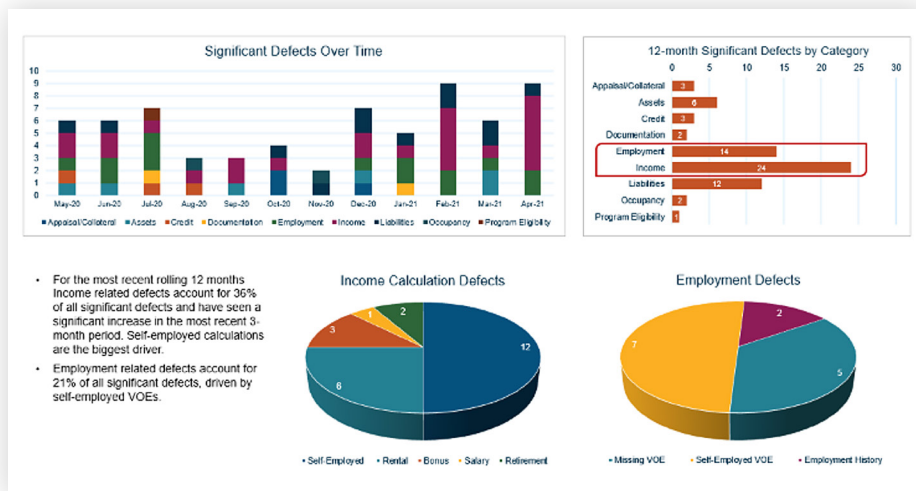 Significant Defects Over Time
10
9
8
7
6
5
4
3
2
1
0
May-20 Jun-20 Jul-20 Aug-20 Sep-20 Oct-20 Nov-20 Dec-20 Jan-21 Feb-21 Mar-21 Apr-21
Appraisal/Collateral Assets Credit Documentation Employment Income Liabilities Occupancy Program Eligibility
12-month Significant Defects by Category
0 5 10 15 20 25 30
Appraisal/Collateral 3
Assets 6
Credit 3
Documentation 2
Employment 14
Income 24
Liabilities 12
Occupancy 2
Program Eligibility 1
• For the most recent rolling 12 months
Income related defects account for 36%
of all significant defects and have seen a
significant increase in the most recent 3-
month period. Self-employed calculations
are the biggest driver.
• Employment related defects account for
21% of all significant defects, driven by
self-employed VOEs.
Income Calculation Defects
2
1
3
12
6
Self-Employed Rental Bonus Salary Retirement
Employment Defects
2
7
5
Missing VOE Self-Employed VOE Employment History